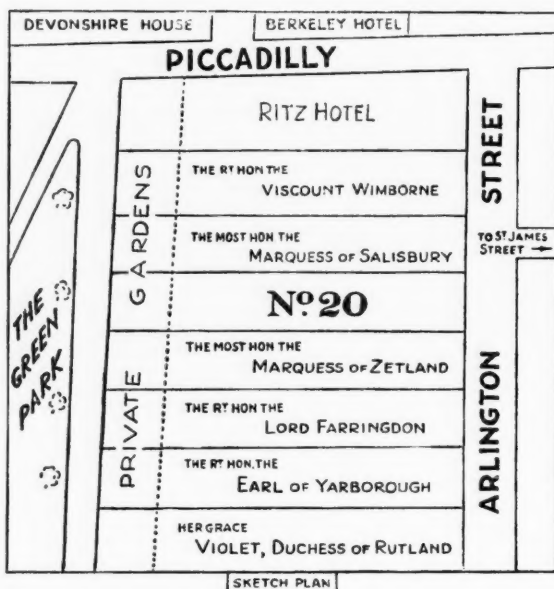 DEVONSHIRE HOUSE
BERKELEY HOTEL
PICCADILLY
RITZ HOTEL
THE RT HON THE
VISCOUNT WIMBORNE
THE MOST HON. THE
MARQUESS OF SALISBURY
No. 20
THE MOST HON THE
MARQUESS OF ZETLAND
THE RT HON THE
LORD FARRINGDON
THE RT HON. THE
EARL OF YARBOROUGH
HER GRACE
VIOLET, DUCHESS OF RUTLAND
PRIVATE GARDENS
THE
GREEN
PARK
ARLINGTON STREET
TO ST JAMES
STREET →
SKETCH PLAN